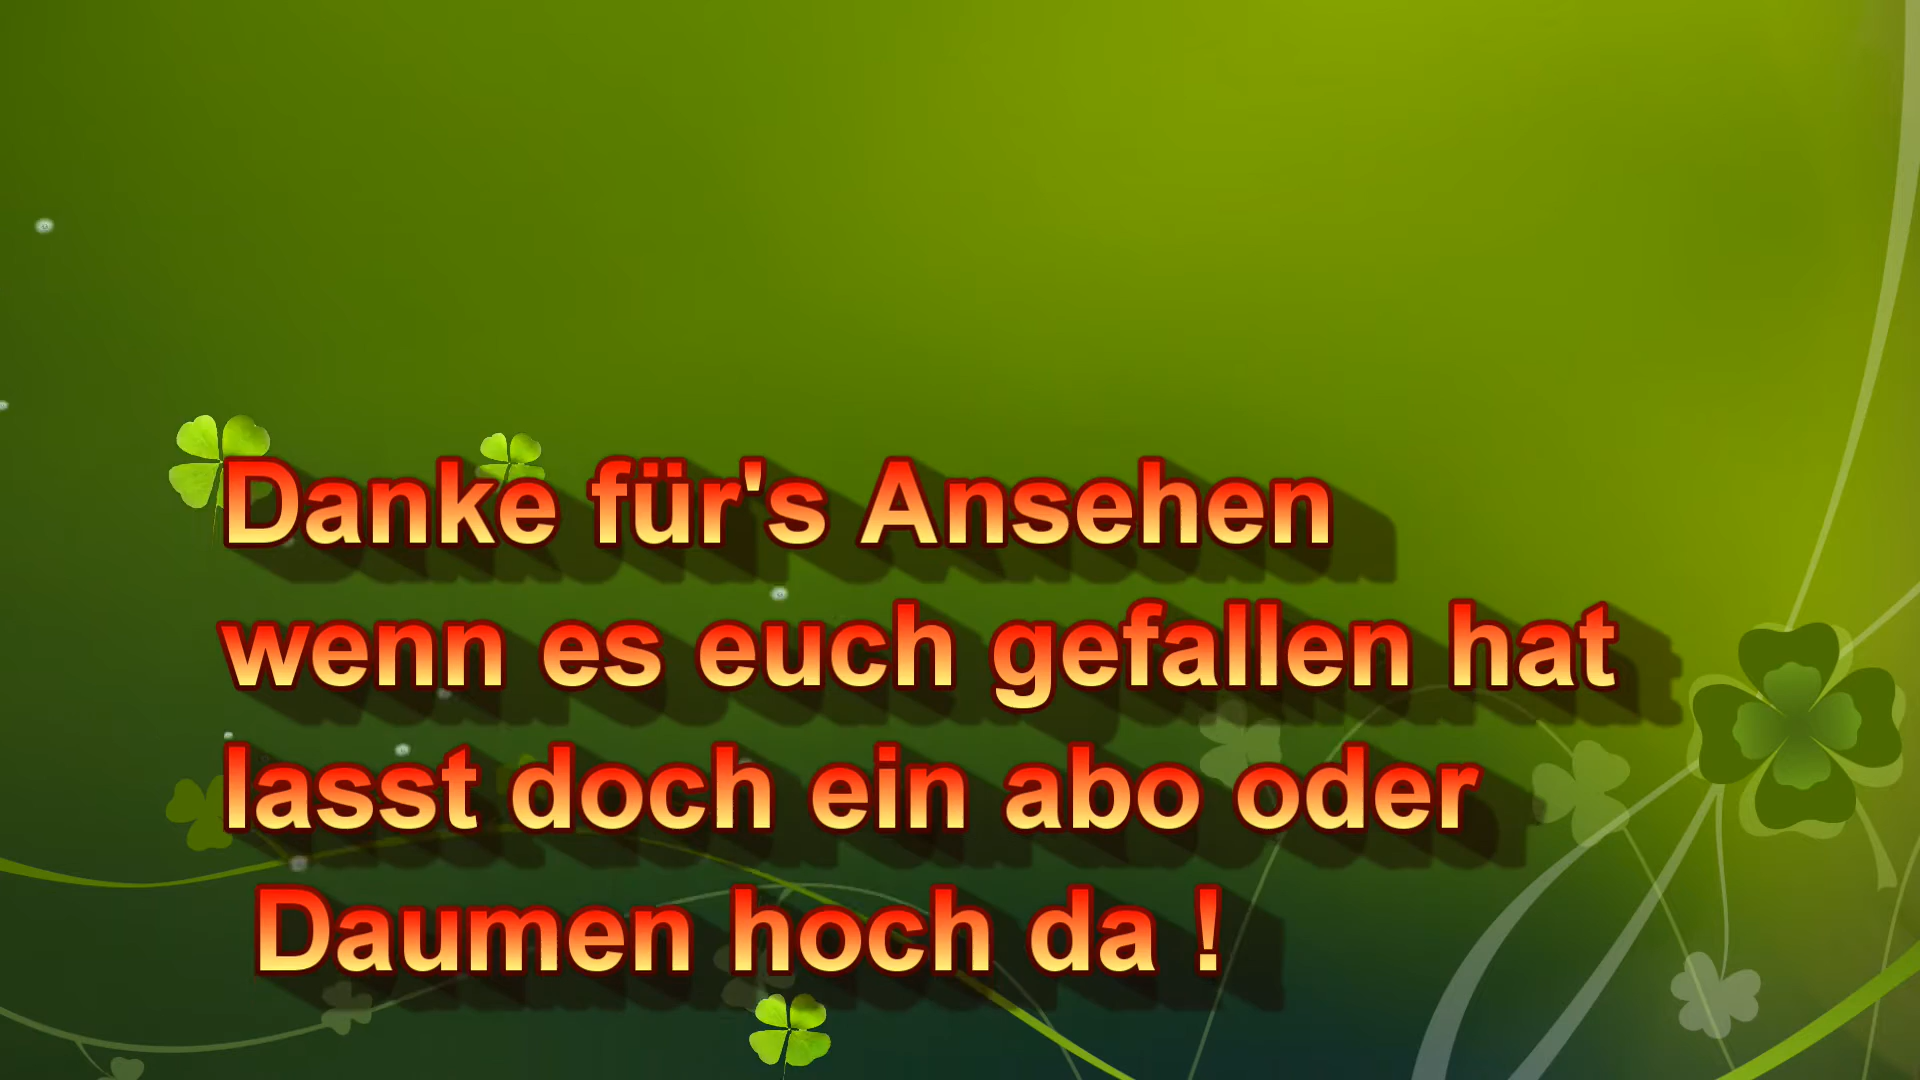 Danke für's Ansehen
wenn es euch gefallen hat
lasst doch ein abo oder
Daumen hoch da !